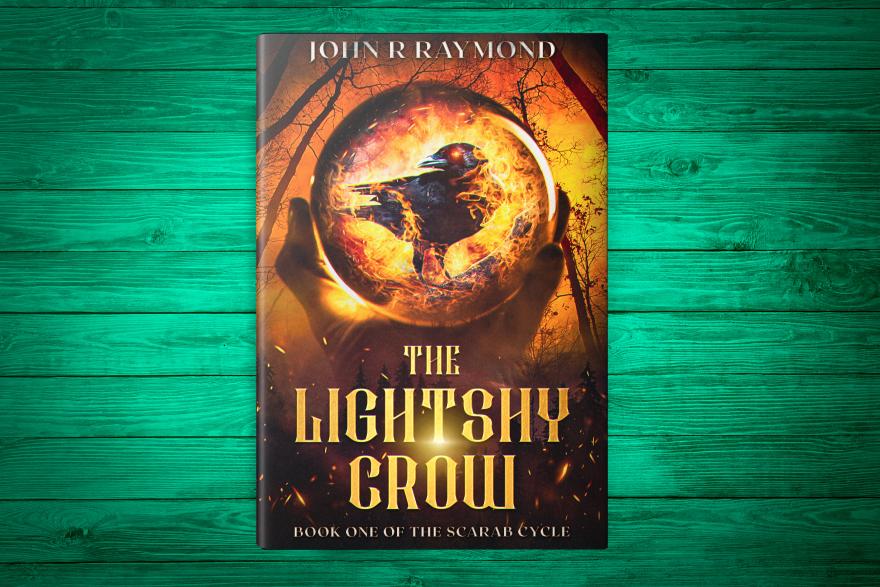 JOHN R RAYMOND
THE
LIGHTSHY
CROW
BOOK ONE OF THE SCARAB CYCLE